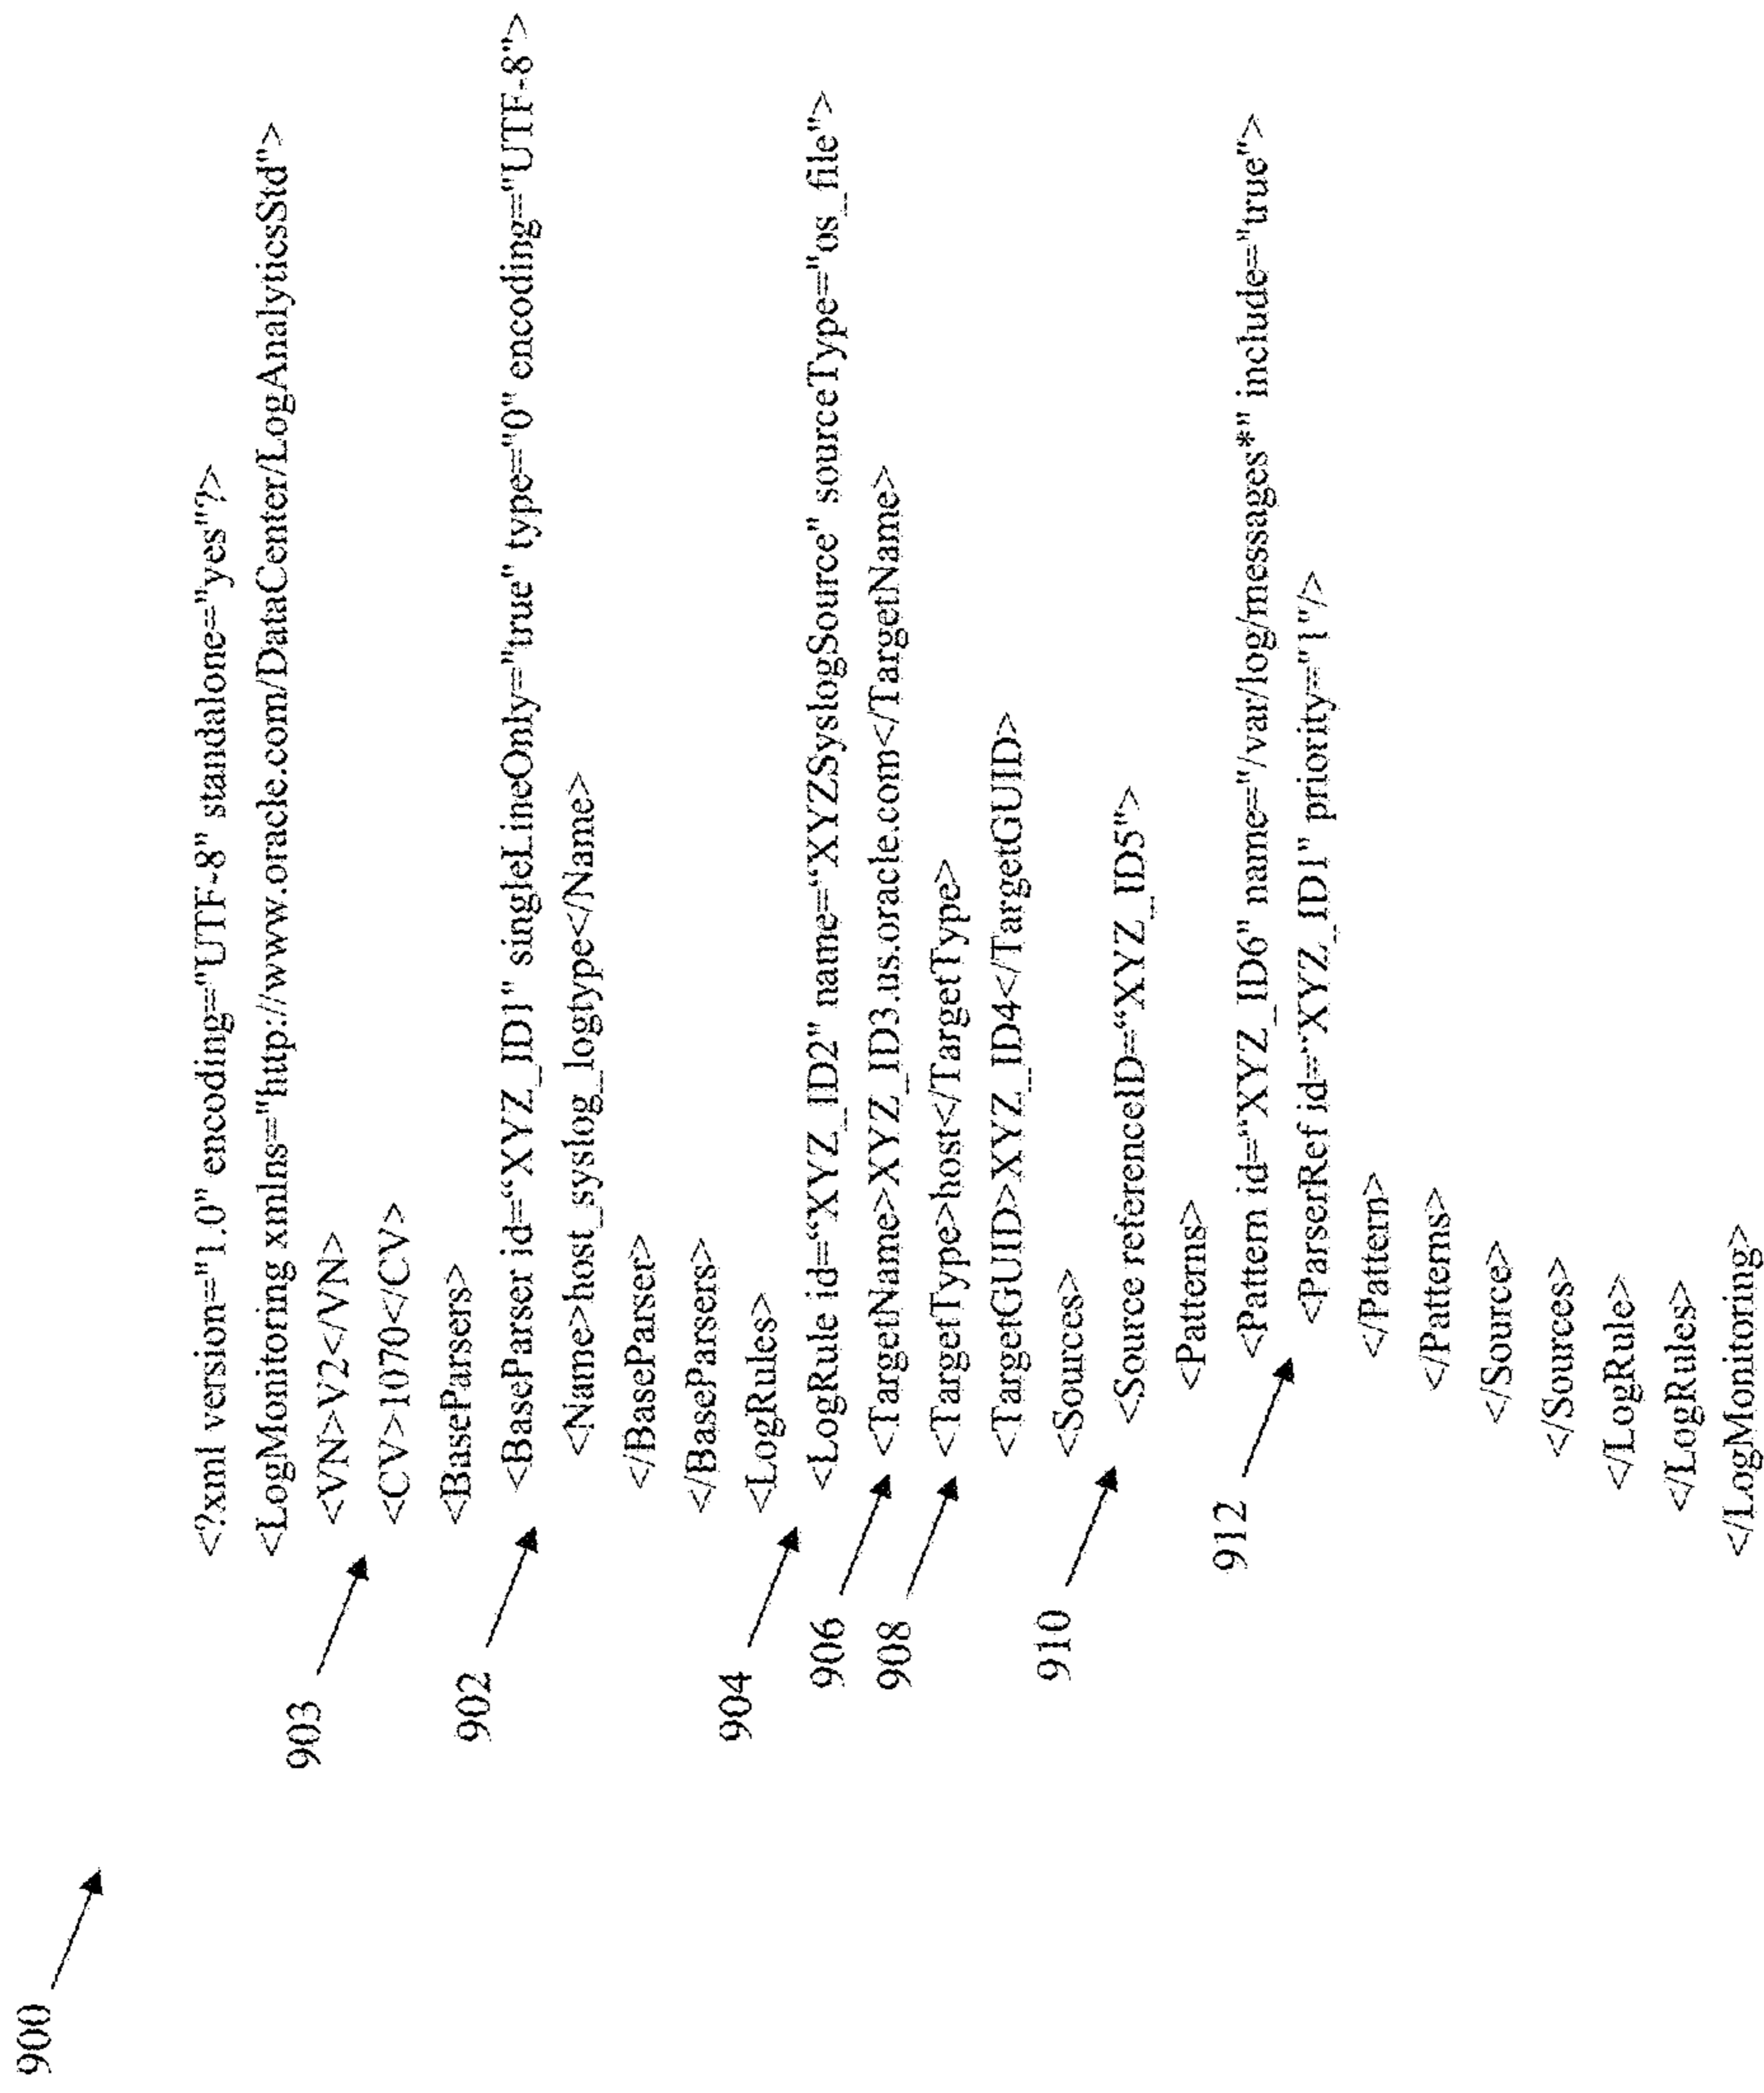 900
<?xml version="1.0" encoding="UTF-8" standalone="yes"?>
<LogMonitoring xmlns="http://www.oracle.com/DataCenter/LogAnalyticsStd">
<VN>V2</VN>
903
<CV>1070</CV>
<BaseParsers>
902
<BaseParser id="XYZ_ID1" singleLineOnly="true" type="0" encoding="UTF-8">
<Name>host_syslog_logtype</Name>
</BaseParser>
</BaseParsers>
<LogRules>
904
<LogRule id="XYZ_ID2" name="XYZSyslogSource" sourceType="os_file">
906
<TargetName>XYZ_ID3.us.oracle.com</TargetName>
908
<TargetType>host</TargetType>
<TargetGUID>XYZ_ID4</TargetGUID>
<Sources>
910
<Source referenceID="XYZ_ID5">
<Patterns>
912
<Pattern id="XYZ_ID6" name="/var/log/messages*" include="true">
<ParserRef id="XYZ_ID1" priority="1"/>
</Pattern>
</Patterns>
</Source>
</Sources>
</LogRule>
</LogRules>
</LogMonitoring>